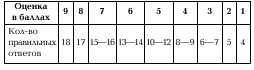 Оценка в баллах 9 8 7 6 5 4 3 2 1
Кол-во правильных ответов 18 17 15—16 13—14 10—12 8—9 6—7 5 4